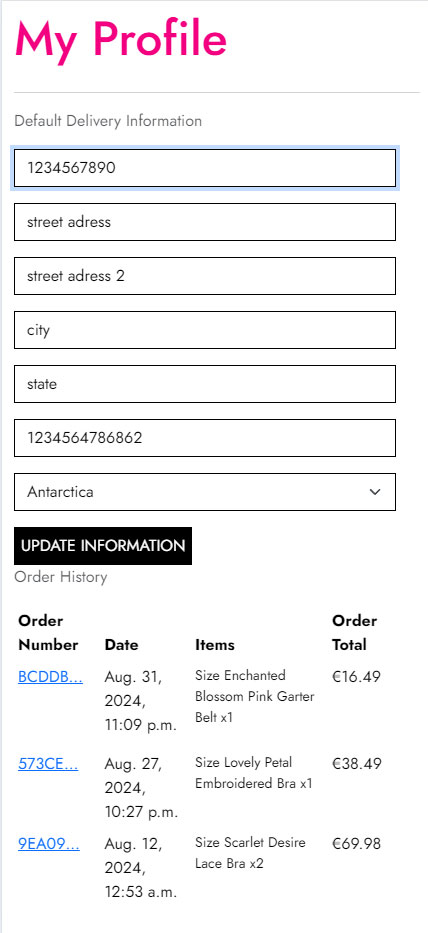 My Profile
Default Delivery Information
1234567890
street adress
street adress 2
city
state
1234564786862
Antarctica
UPDATE INFORMATION
Order History
Order Number Date Items Order Total
BCDDB... Aug. 31, 2024, 11:09 p.m. Size Enchanted Blossom Pink Garter Belt x1 €16.49
573CE... Aug. 27, 2024, 10:27 p.m. Size Lovely Petal Embroidered Bra x1 €38.49
9EA09... Aug. 12, 2024, 12:53 a.m. Size Scarlet Desire Lace Bra x2 €69.98